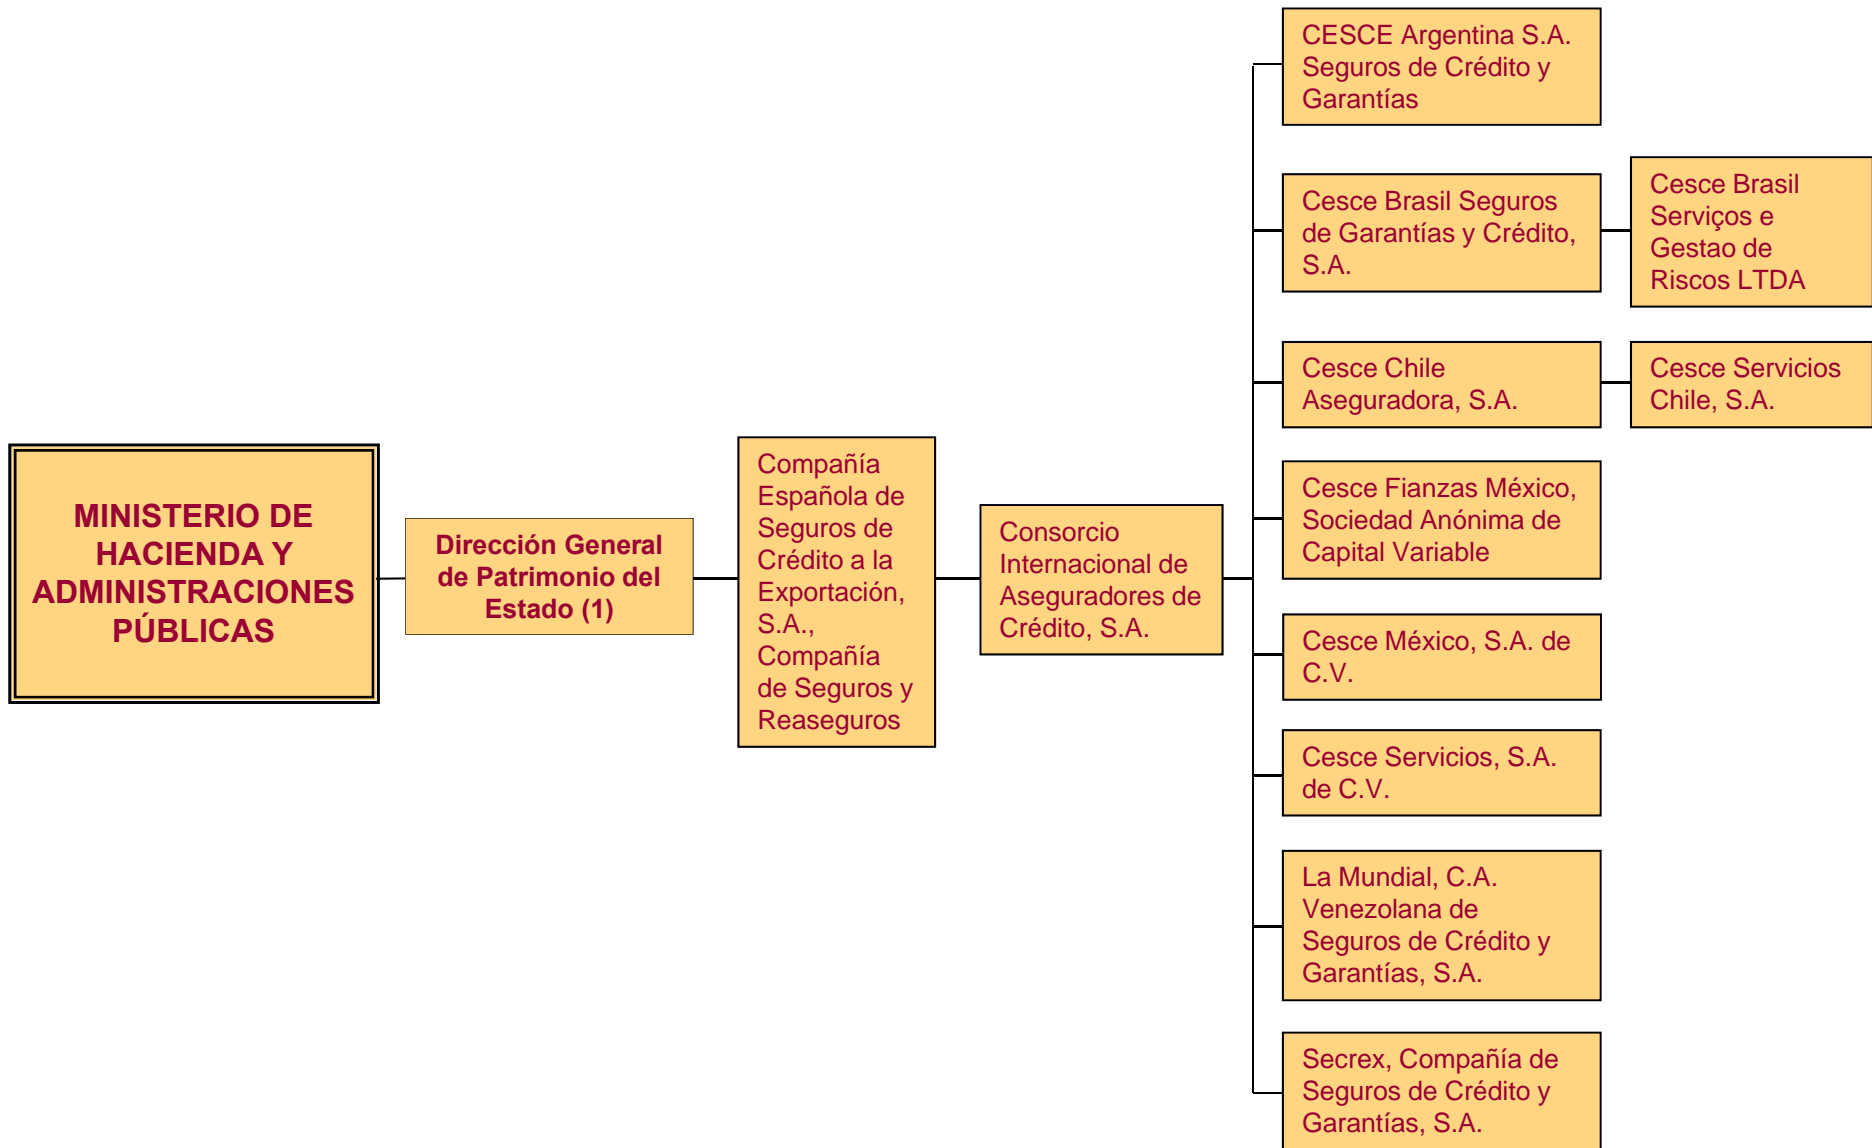 MINISTERIO DE
HACIENDA Y
ADMINISTRACIONES
PÚBLICAS
Dirección General
de Patrimonio del
Estado (1)
Compañía
Española de
Seguros de
Crédito a la
Exportación,
S.A.,
Compañía
de Seguros y
Reaseguros
Consorcio
Internacional de
Aseguradores de
Crédito, S.A.
CESCE Argentina S.A.
Seguros de Crédito y
Garantías
Cesce Brasil Seguros
de Garantías y Crédito,
S.A.
Cesce Brasil
Serviços e
Gestao de
Riscos LTDA
Cesce Chile
Aseguradora, S.A.
Cesce Servicios
Chile, S.A.
Cesce Fianzas México,
Sociedad Anónima de
Capital Variable
Cesce México, S.A. de
C.V.
Cesce Servicios, S.A.
de C.V.
La Mundial, C.A.
Venezolana de
Seguros de Crédito y
Garantías, S.A.
Secrex, Compañía de
Seguros de Crédito y
Garantías, S.A.